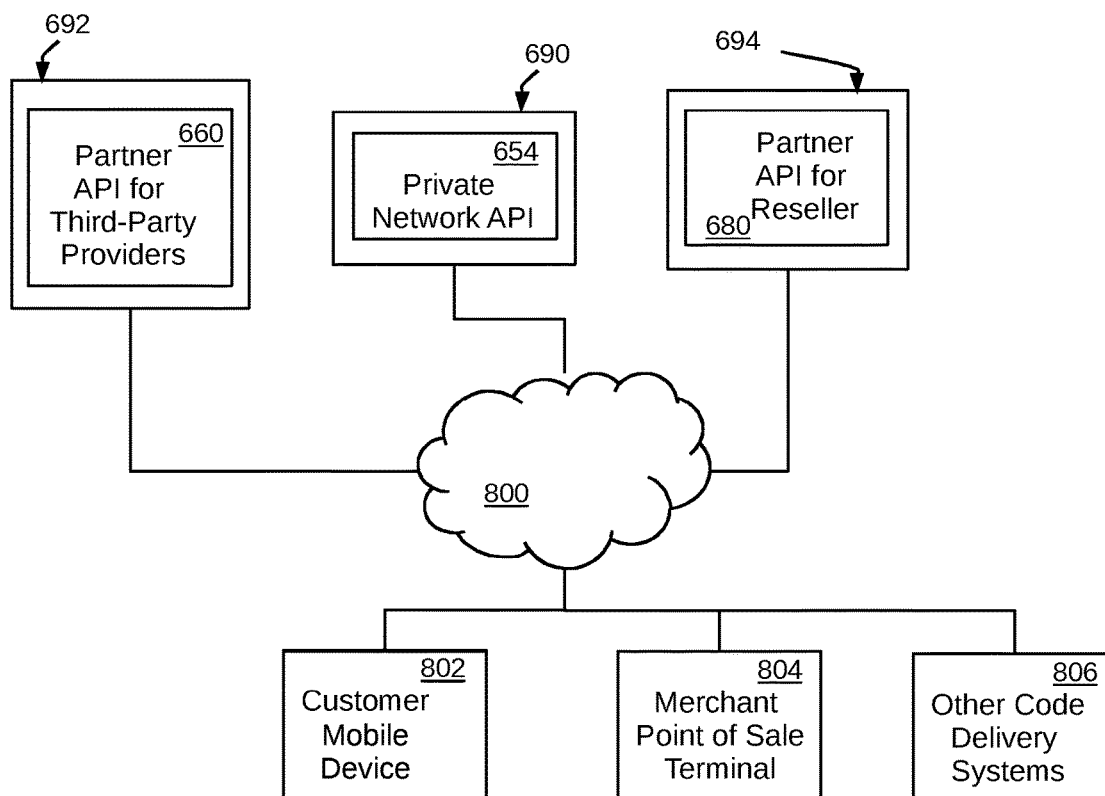 692
690
694
660
Partner
API for
Third-Party
Providers
654
Private
Network API
Partner
API for
Reseller
680
800
802
Customer
Mobile
Device
804
Merchant
Point of Sale
Terminal
806
Other Code
Delivery
Systems